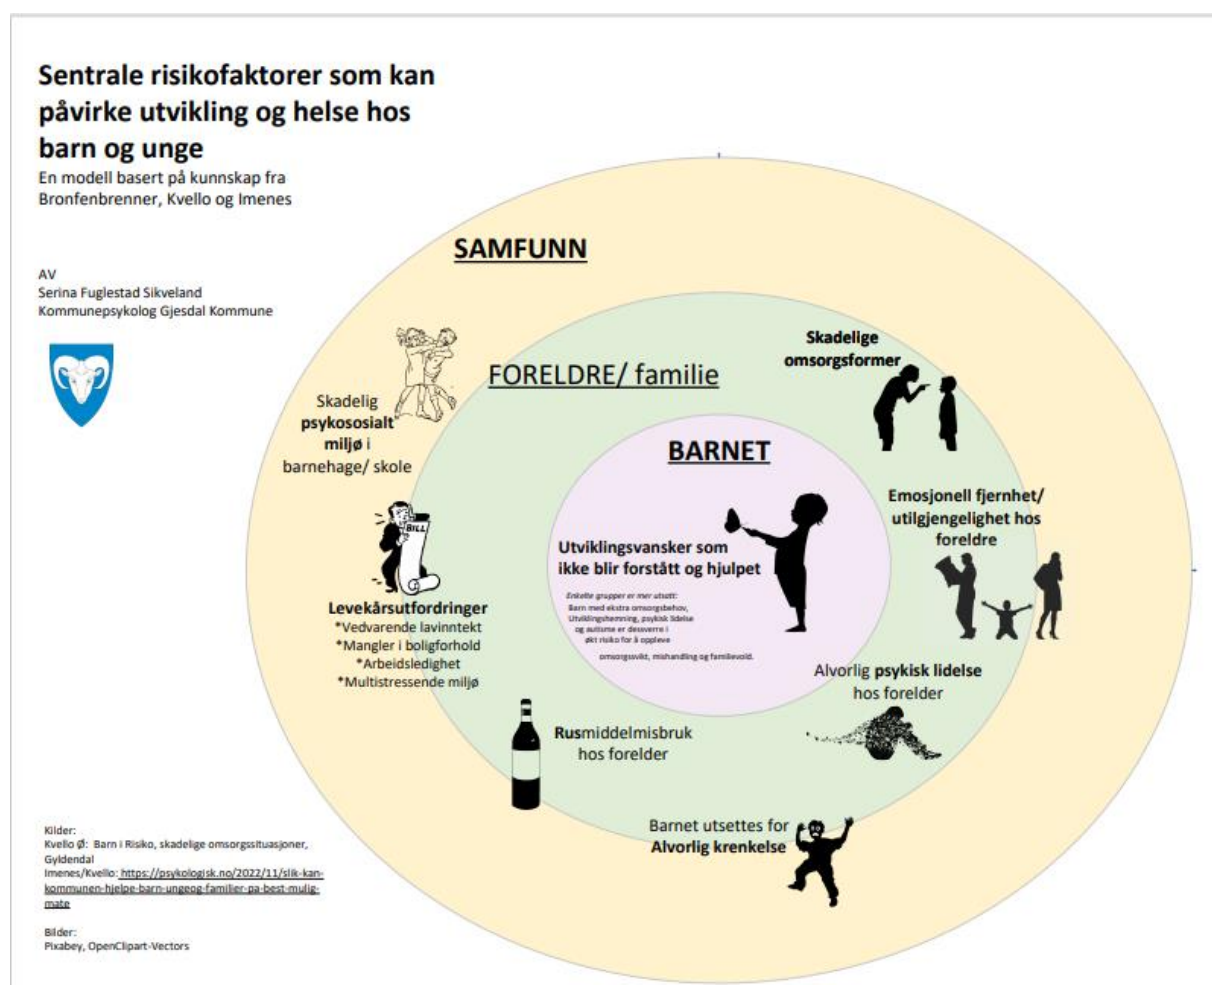 Sentrale risikofaktorer som kan
påvirke utvikling og helse hos
barn og unge
En modell basert på kunnskap fra
Bronfenbrenner, Kvello og Imenes
AV
Serina Fuglestad Sikveland
Kommunepsykolog Gjesdal Kommune
SAMFUNN
Skadelig
psykososialt
miljø i
barnehage/ skole
BILL
Levekårsutfordringer
*Vedvarende lavinntekt
*Mangler i boligforhold
*Arbeidsledighet
*Multistressende miljø
FORELDRE/ familie
Skadelige
omsorgsformer
Emosjonell fjernhet/
utilgjengelighet hos
foreldre
Alvorlig psykisk lidelse
hos forelder
Rusmiddelmisbruk
hos forelder
Barnet utsettes for
Alvorlig krenkelse
BARNET
Utviklingsvansker som
ikke blir forstått og hjulpet
Enkelte grupper er mer utsatt:
Barn med ekstra omsorgsbehov,
Utviklingshemning, psykisk lidelse
og autisme er dessverre i
økt risiko for å oppleve
omsorgssvikt, mishandling og familievold.
Kilder:
Kvello Ø: Barn i Risiko, skadelige omsorgssituasjoner,
Gyldendal
Imenes/Kvello: https://psykologisk.no/2022/11/slik-kan-
kommunen-hjelpe-barn-ungeog-familier-pa-best-mulig-
mate
Bilder:
Pixabey, OpenClipart-Vectors